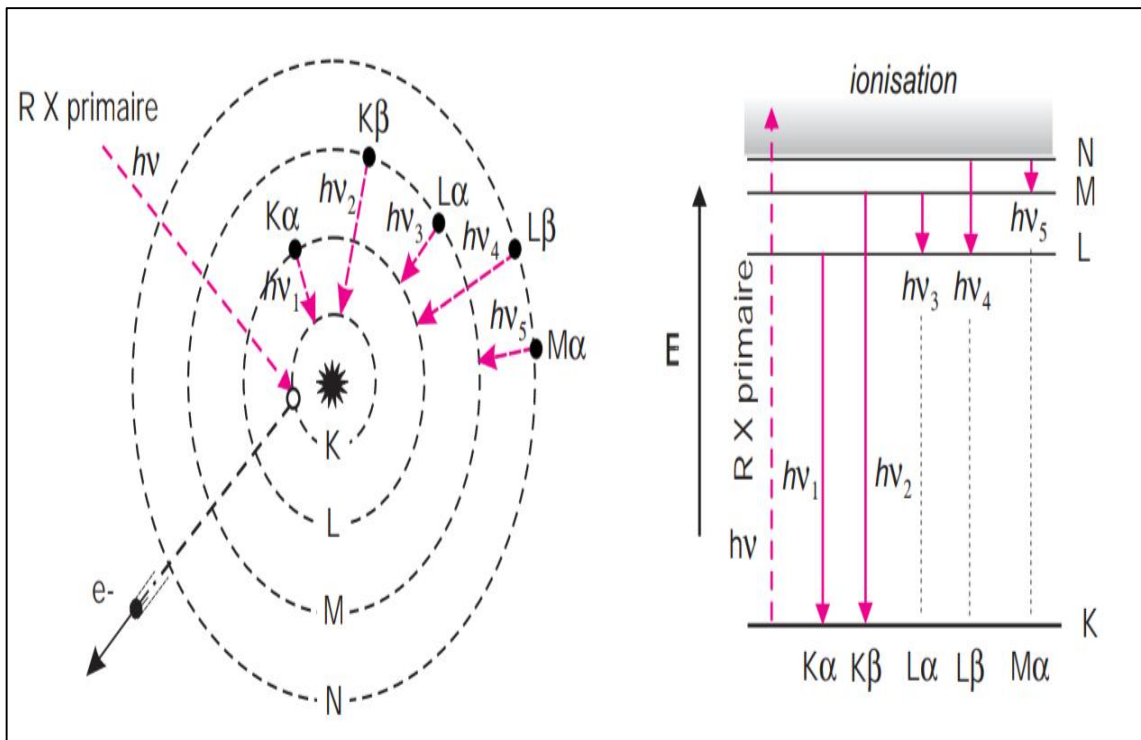 R X primaire
hν
Kβ
hν₂
Lα
Kα
hν₃
hν₄
Lβ
hν₁
hν₅
Mα
K
L
e-
M
N
ionisation
N
M
hν₅
L
E
R X primaire
hν₃
hν₄
hν₁
hν₂
hν
K
Kα
Kβ
Lα
Lβ
Mα